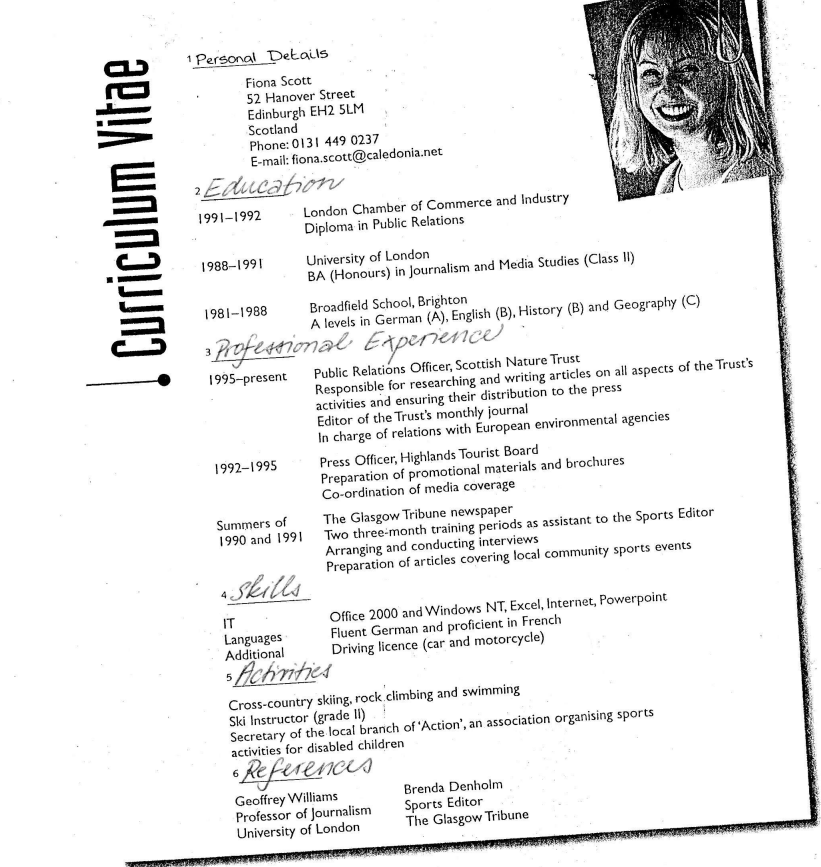 Curriculum Vitae
1 Personal Details
Fiona Scott
52 Hanover Street
Edinburgh EH2 5LM
Scotland
Phone: 0131 449 0237
E-mail: fiona.scott@caledonia.net
2 Education
1991–1992 London Chamber of Commerce and Industry
Diploma in Public Relations
1988–1991 University of London
BA (Honours) in Journalism and Media Studies (Class II)
1981–1988 Broadfield School, Brighton
A levels in German (A), English (B), History (B) and Geography (C)
3 Professional Experience
1995–present Public Relations Officer, Scottish Nature Trust
Responsible for researching and writing articles on all aspects of the Trust's
activities and ensuring their distribution to the press
Editor of the Trust's monthly journal
In charge of relations with European environmental agencies
1992–1995 Press Officer, Highlands Tourist Board
Preparation of promotional materials and brochures
Co-ordination of media coverage
Summers of The Glasgow Tribune newspaper
1990 and 1991 Two three-month training periods as assistant to the Sports Editor
Arranging and conducting interviews
Preparation of articles covering local community sports events
4 Skills
IT Office 2000 and Windows NT, Excel, Internet, Powerpoint
Languages Fluent German and proficient in French
Additional Driving licence (car and motorcycle)
5 Activities
Cross-country skiing, rock climbing and swimming
Ski Instructor (grade II)
Secretary of the local branch of 'Action', an association organising sports
activities for disabled children
6 References
Geoffrey Williams
Professor of Journalism
University of London
Brenda Denholm
Sports Editor
The Glasgow Tribune